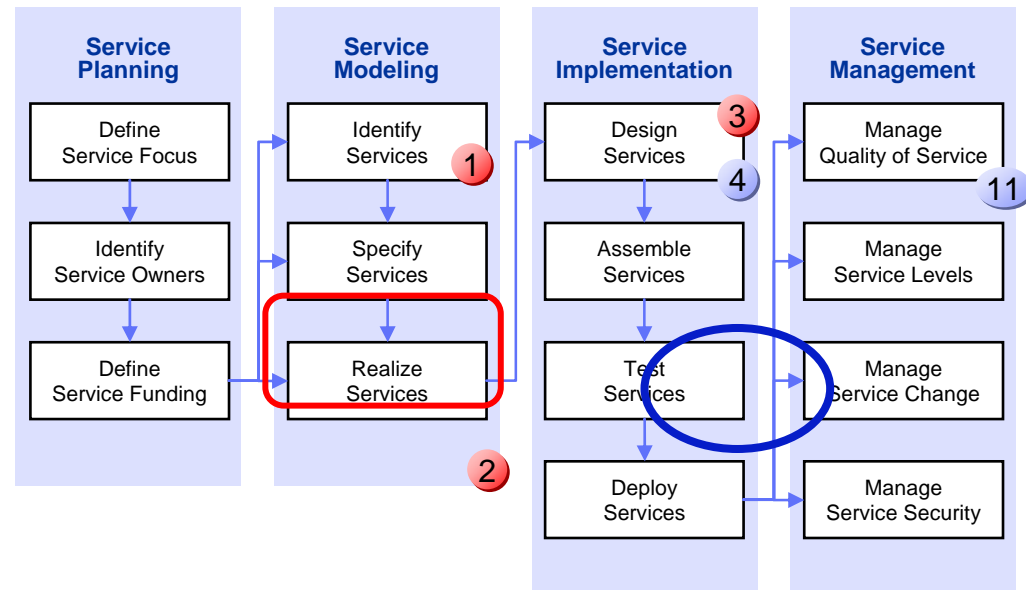 Service
Planning
Define
Service Focus
Identify
Service Owners
Define
Service Funding
Service
Modeling
Identify
Services
1
Specify
Services
Realize
Services
2
Service
Implementation
Design
Services
3
4
Assemble
Services
Test
Services
Deploy
Services
Service
Management
Manage
Quality of Service
11
Manage
Service Levels
Manage
Service Change
Manage
Service Security